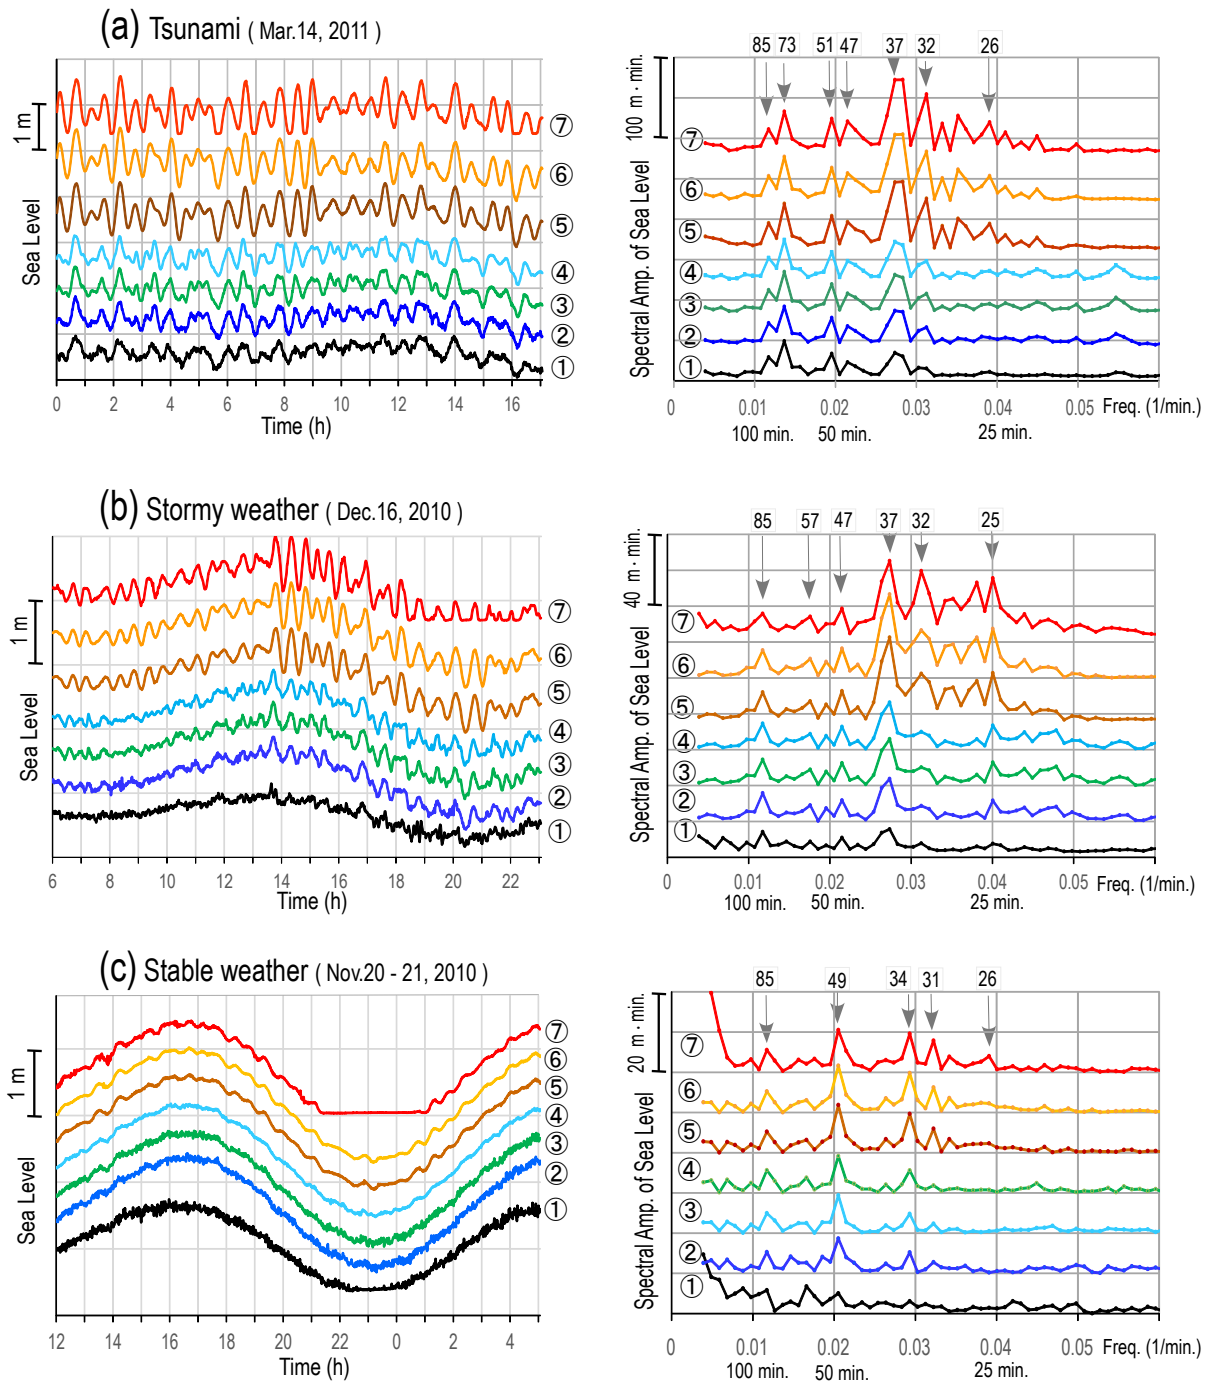 (a) Tsunami ( Mar.14, 2011 )
1 m
Sea Level
⑦
⑥
⑤
④
③
②
①
0 2 4 6 8 10 12 14 16
Time (h)
85 73 51 47 37 32 26
100 m · min.
Spectral Amp. of Sea Level
⑦
⑥
⑤
④
③
②
①
0 0.01 0.02 0.03 0.04 0.05 Freq. (1/min.)
100 min. 50 min. 25 min.
(b) Stormy weather ( Dec.16, 2010 )
1 m
Sea Level
⑦
⑥
⑤
④
③
②
①
6 8 10 12 14 16 18 20 22
Time (h)
85 57 47 37 32 25
40 m · min.
Spectral Amp. of Sea Level
⑦
⑥
⑤
④
③
②
①
0 0.01 0.02 0.03 0.04 0.05 Freq. (1/min.)
100 min. 50 min. 25 min.
(c) Stable weather ( Nov.20 - 21, 2010 )
1 m
Sea Level
⑦
⑥
⑤
④
③
②
①
12 14 16 18 20 22 0 2 4
Time (h)
85 49 34 31 26
20 m · min.
Spectral Amp. of Sea Level
⑦
⑥
⑤
④
③
②
①
0 0.01 0.02 0.03 0.04 0.05 Freq. (1/min.)
100 min. 50 min. 25 min.